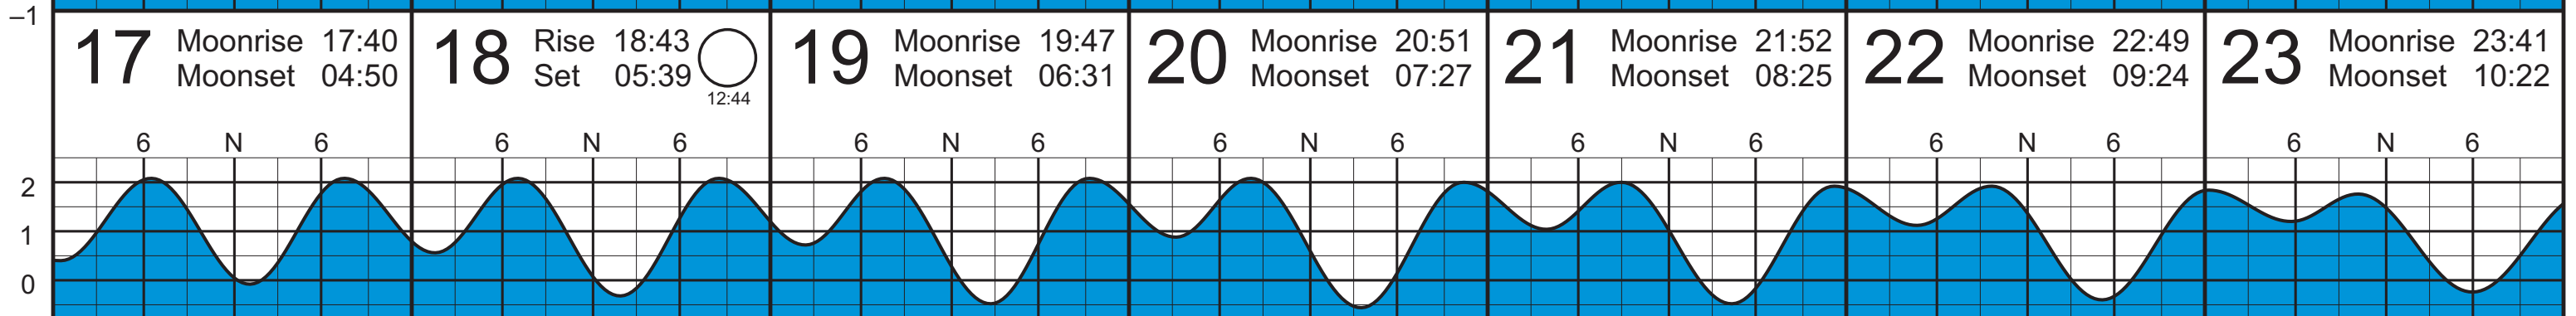 –1
17 Moonrise 17:40
Moonset 04:50
18 Rise 18:43
Set 05:39
12:44
19 Moonrise 19:47
Moonset 06:31
20 Moonrise 20:51
Moonset 07:27
21 Moonrise 21:52
Moonset 08:25
22 Moonrise 22:49
Moonset 09:24
23 Moonrise 23:41
Moonset 10:22
6 N 6 6 N 6 6 N 6 6 N 6 6 N 6 6 N 6 6 N 6
2
1
0